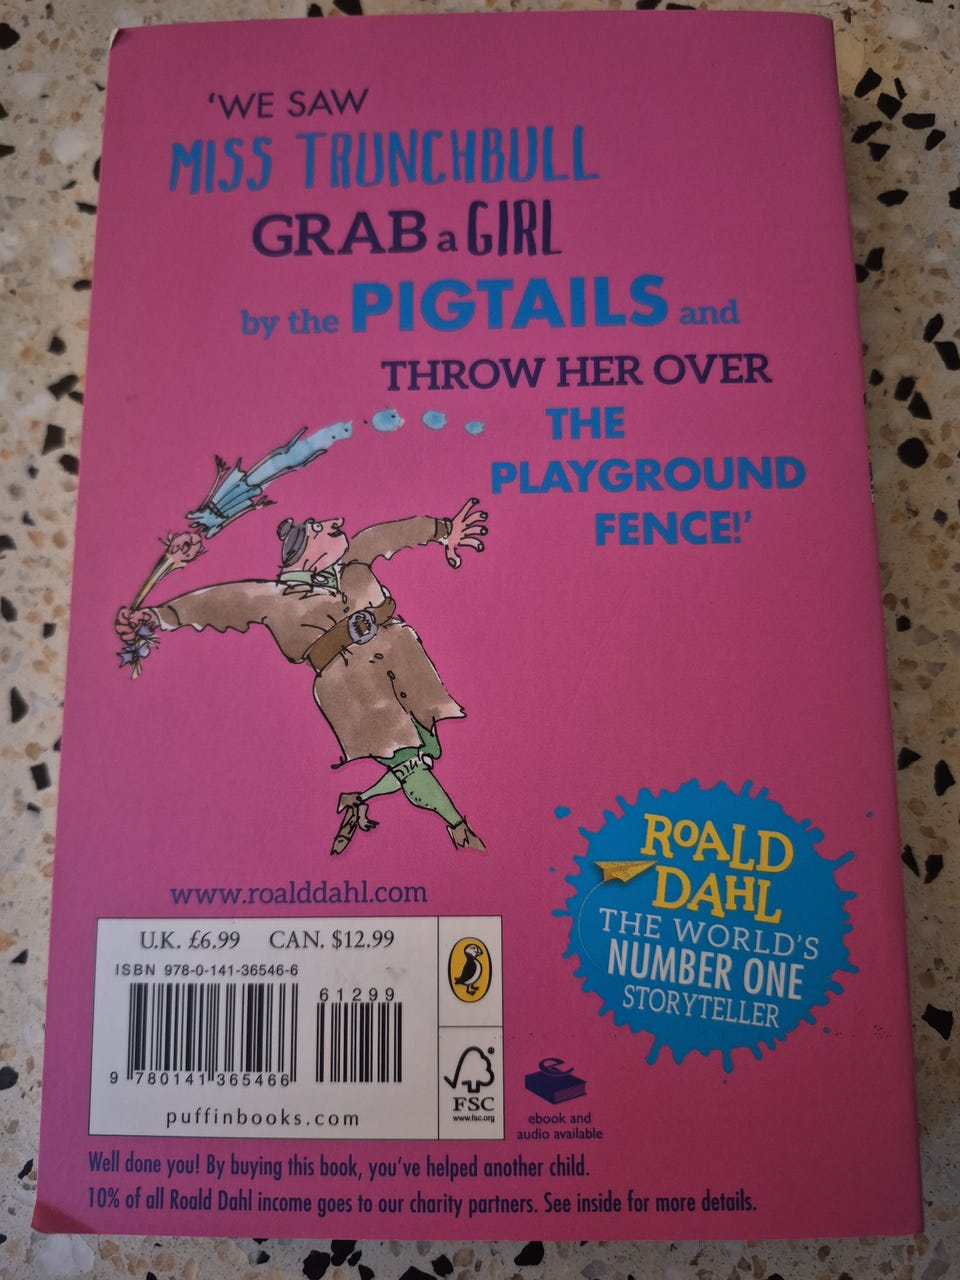 ‘WE SAW
MISS TRUNCHBULL
GRAB a GIRL
by the PIGTAILS and
THROW HER OVER
THE
PLAYGROUND
FENCE!’
www.roalddahl.com
U.K. £6.99 CAN. $12.99
ISBN 978-0-141-36546-6
61299
9 780141 365466
puffinbooks.com
FSC
www.fsc.org
e
ebook and
audio available
ROALD
DAHL
THE WORLD'S
NUMBER ONE
STORYTELLER
Well done you! By buying this book, you've helped another child.
10% of all Roald Dahl income goes to our charity partners. See inside for more details.